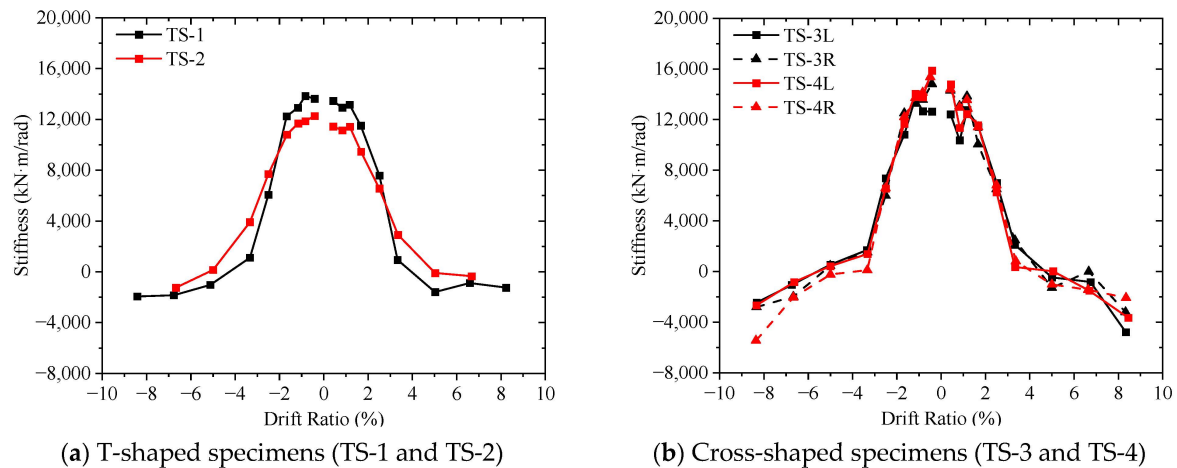 20,000
16,000
12,000
8,000
4,000
0
−4,000
−8,000
Stiffness (kN·m/rad)
TS-1
TS-2
−10 −8 −6 −4 −2 0 2 4 6 8 10
Drift Ratio (%)
(a) T-shaped specimens (TS-1 and TS-2)
20,000
16,000
12,000
8,000
4,000
0
−4,000
−8,000
Stiffness (kN·m/rad)
TS-3L
TS-3R
TS-4L
TS-4R
−10 −8 −6 −4 −2 0 2 4 6 8 10
Drift Ratio (%)
(b) Cross-shaped specimens (TS-3 and TS-4)